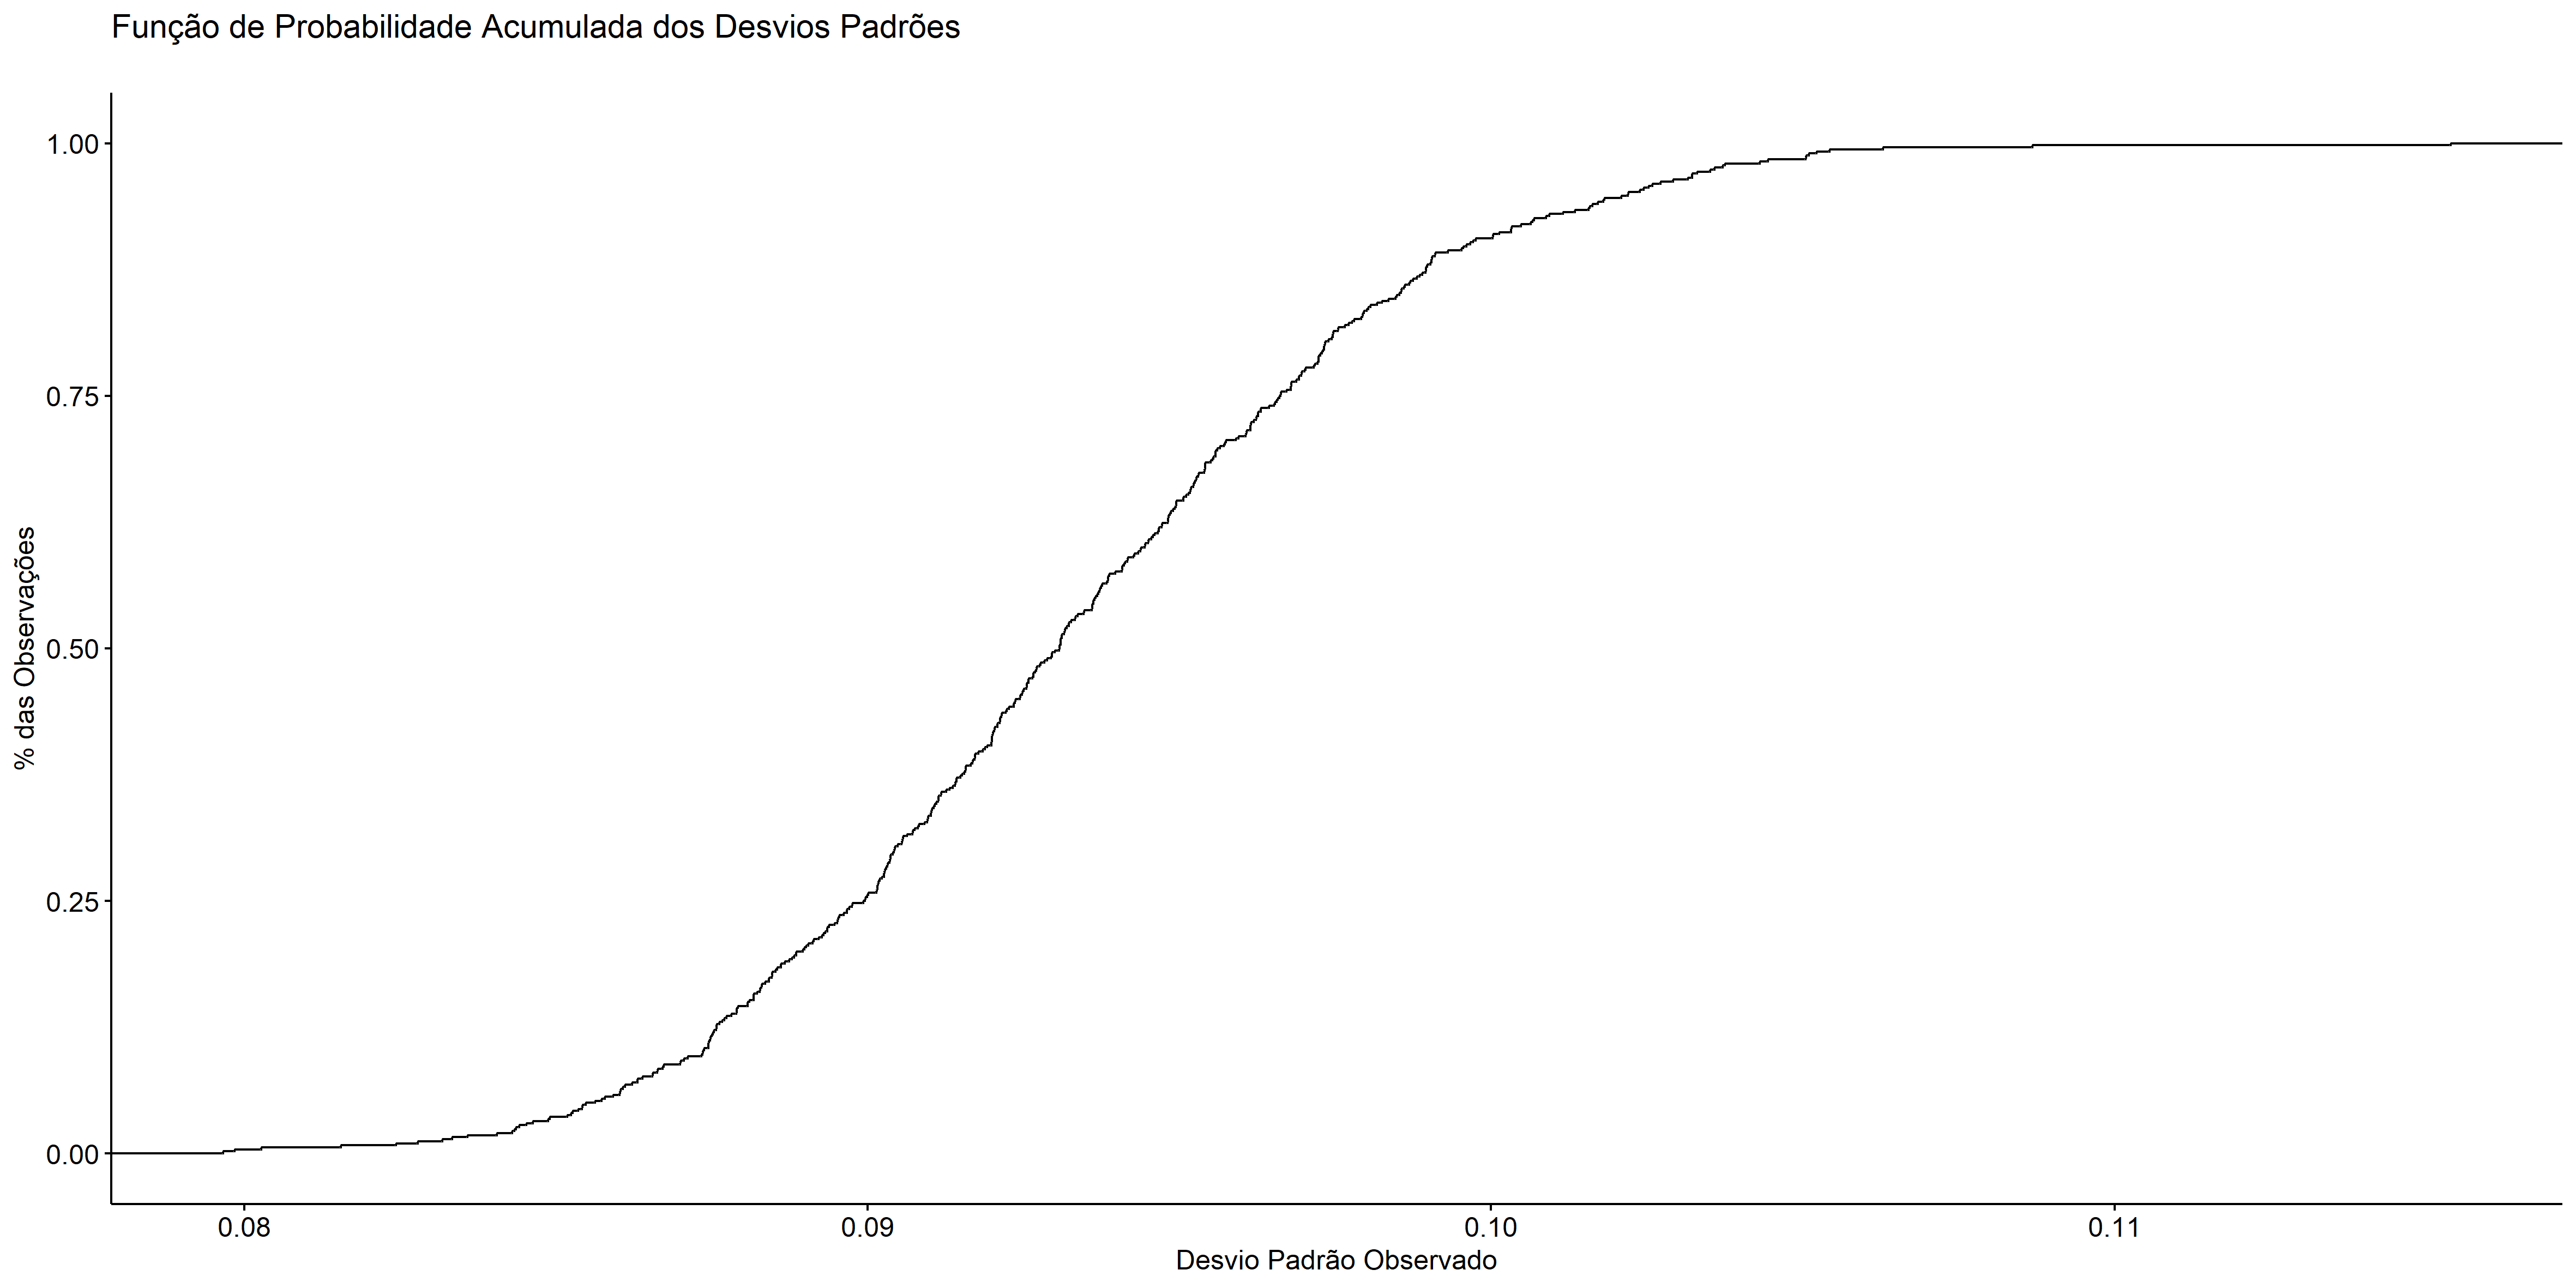 Função de Probabilidade Acumulada dos Desvios Padrões
1.00
0.75
0.50
0.25
0.00
% das Observações
0.08 0.09 0.10 0.11
Desvio Padrão Observado